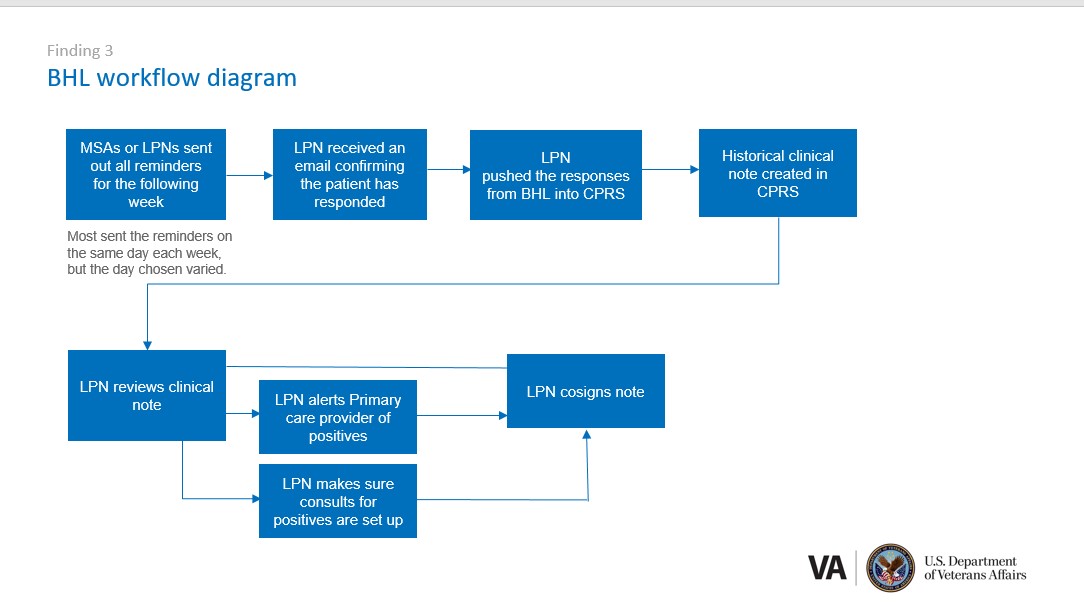 Finding 3
BHL workflow diagram
MSAs or LPNs sent
out all reminders
for the following
week
LPN received an
email confirming
the patient has
responded
LPN
pushed the responses
from BHL into CPRS
Historical clinical
note created in
CPRS
Most sent the reminders on
the same day each week,
but the day chosen varied.
LPN reviews clinical
note
LPN alerts Primary
care provider of
positives
LPN makes sure
consults for
positives are set up
LPN cosigns note
VA
U.S. Department
of Veterans Affairs